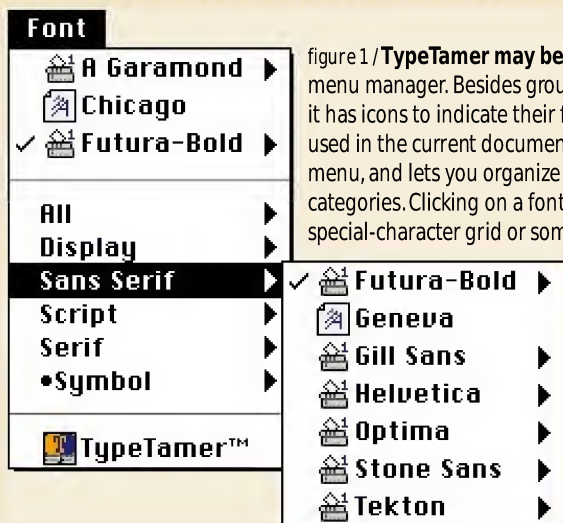 Font
A Garamond
Chicago
✓ Futura-Bold
All
Display
Sans Serif
Script
Serif
•Symbol
TypeTamer™
✓ Futura-Bold
Geneva
Gill Sans
Helvetica
Optima
Stone Sans
Tekton
figure 1 / TypeTamer may be
menu manager. Besides grou
it has icons to indicate their f
used in the current documen
menu, and lets you organize
categories. Clicking on a font
special-character grid or som